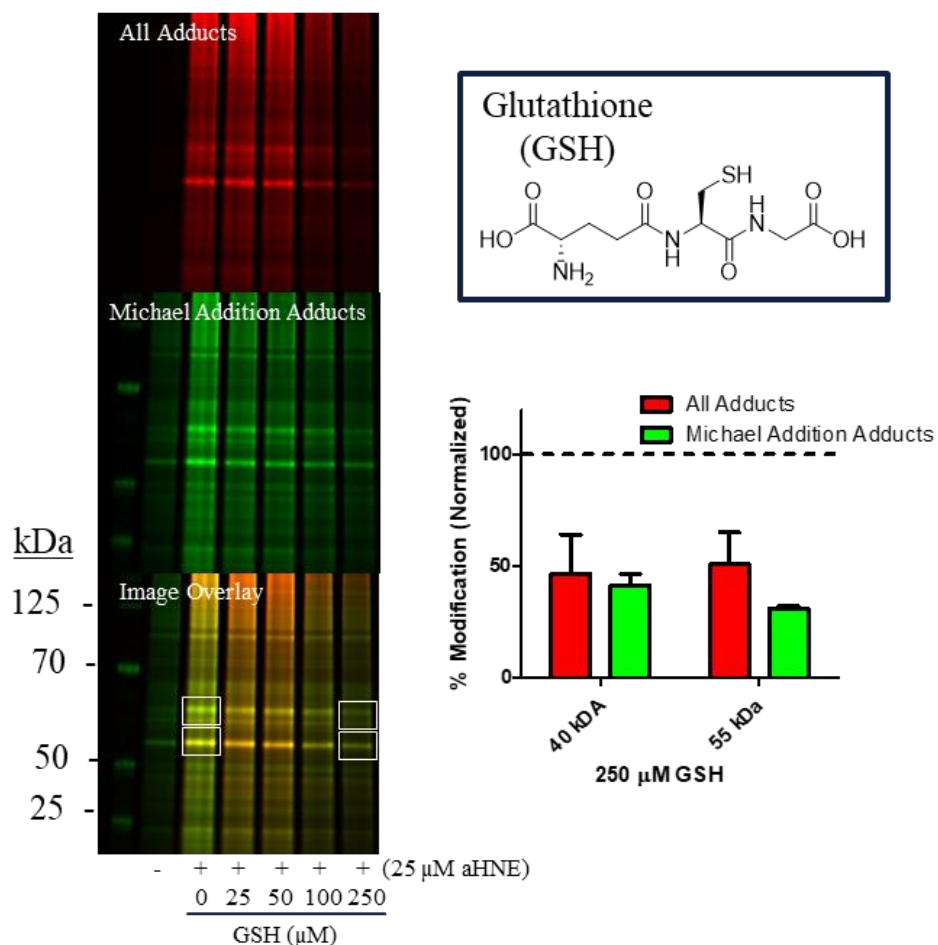 All Adducts
Michael Addition Adducts
Image Overlay
kDa
125 -
70 -
50 -
25 -
- + + + + + (25 µM aHNE)
0 25 50 100 250
GSH (µM)
Glutathione
(GSH)
SH
O
O
H
N
O
HO
N
H
OH
NH2
O
All Adducts
Michael Addition Adducts
% Modification (Normalized)
100
50
0
40 kDA
55 kDa
250 µM GSH